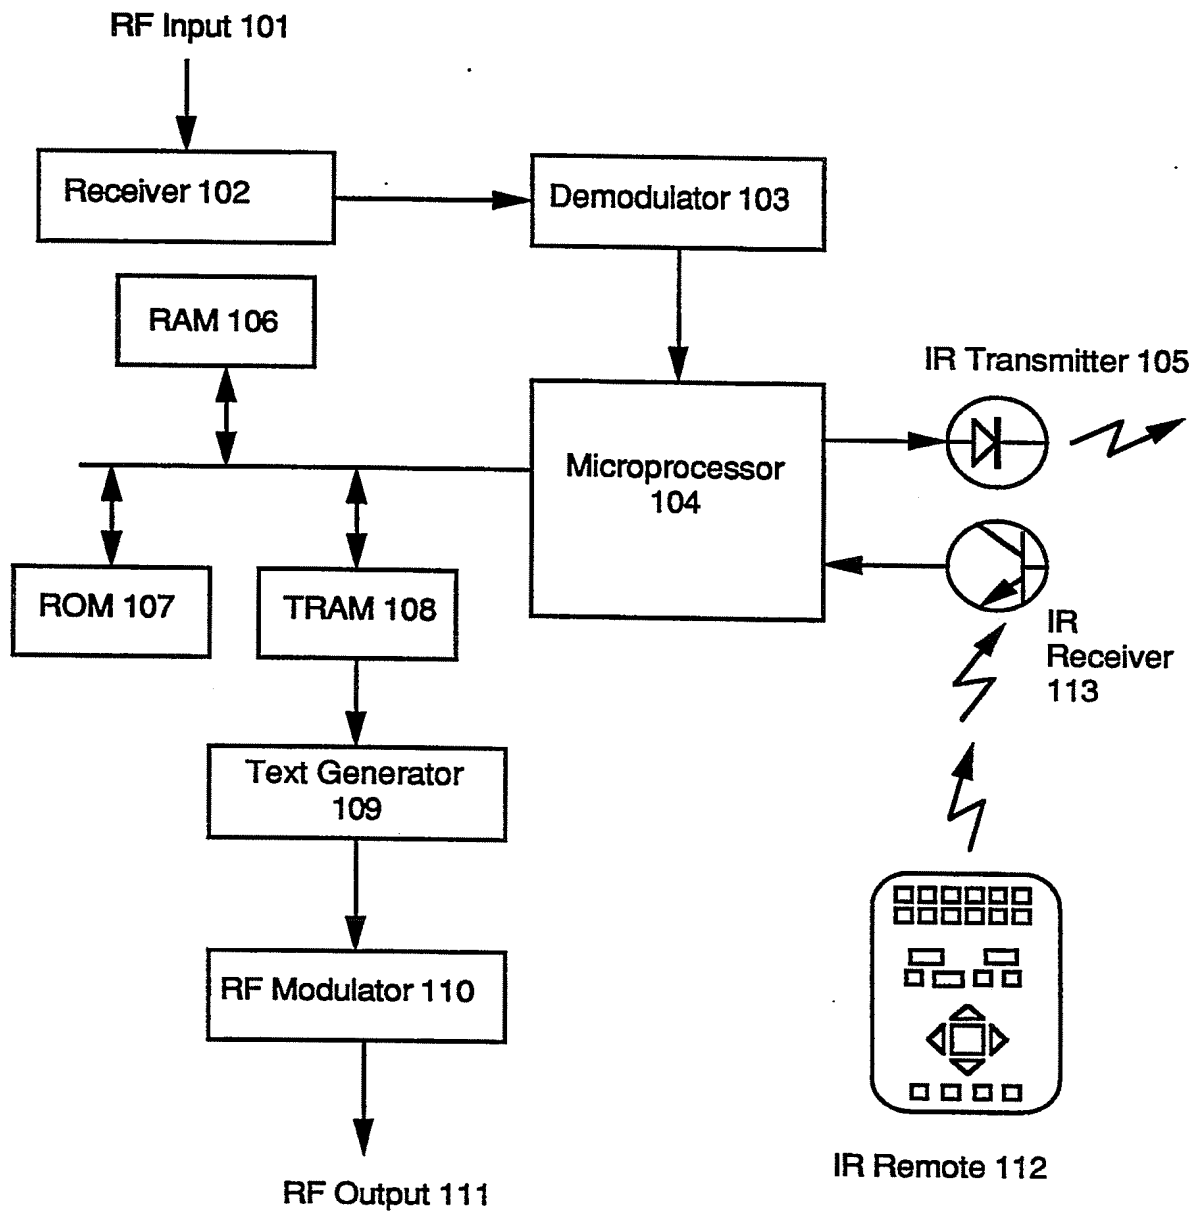 RF Input 101
Receiver 102
Demodulator 103
RAM 106
IR Transmitter 105
Microprocessor
104
ROM 107
TRAM 108
IR
Receiver
113
Text Generator
109
RF Modulator 110
IR Remote 112
RF Output 111